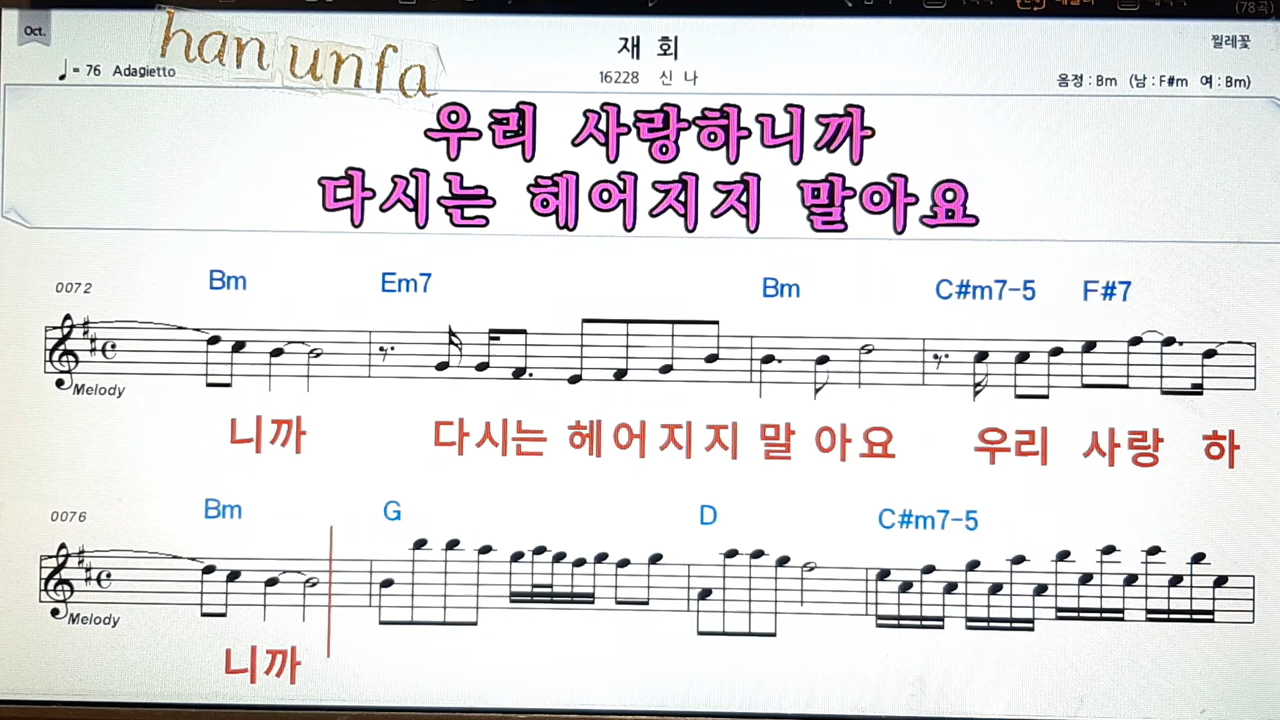 (78곡)
Oct.
han unfa
재 회
찔레꽃
♩= 76 Adagietto
16228 신 나
음정 : Bm (남 : F#m 여 : Bm)
우리 사랑하니까
다시는 헤어지지 말아요
0072 Bm Em7 Bm C#m7-5 F#7
Melody
니까 다시는 헤어지지 말 아요 우리 사랑 하
0076 Bm G D C#m7-5
Melody
니까